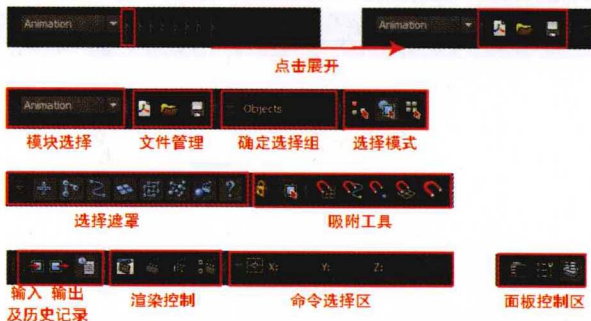 Animation
Animation
点击展开
Animation
Objects
模块选择
文件管理
确定选择组
选择模式
选择遮罩
吸附工具
X:
Y:
Z:
输入 输出
及历史记录
渲染控制
命令选择区
面板控制区